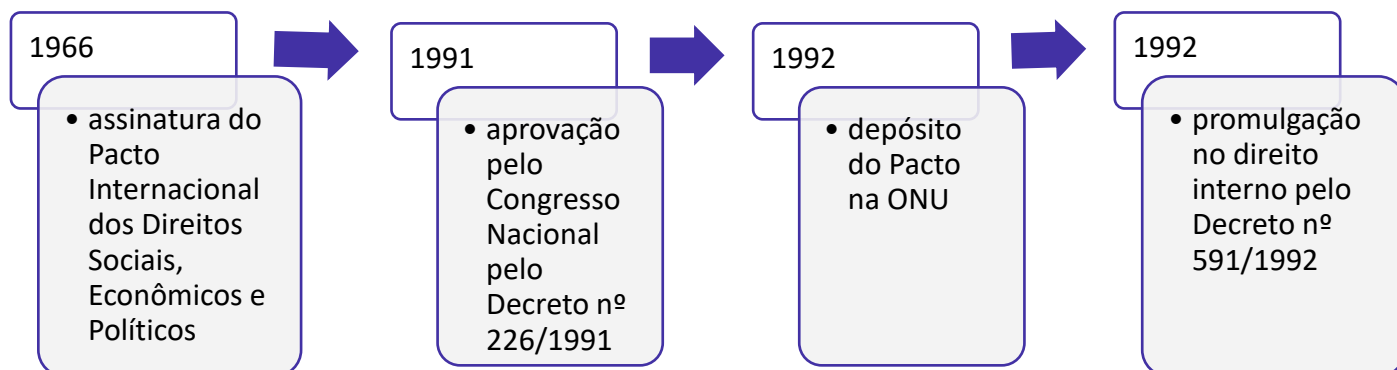 1966
• assinatura do
Pacto
Internacional
dos Direitos
Sociais,
Econômicos e
Políticos
1991
• aprovação
pelo
Congresso
Nacional
pelo
Decreto nº
226/1991
1992
• depósito
do Pacto
na ONU
1992
• promulgação
no direito
interno pelo
Decreto nº
591/1992